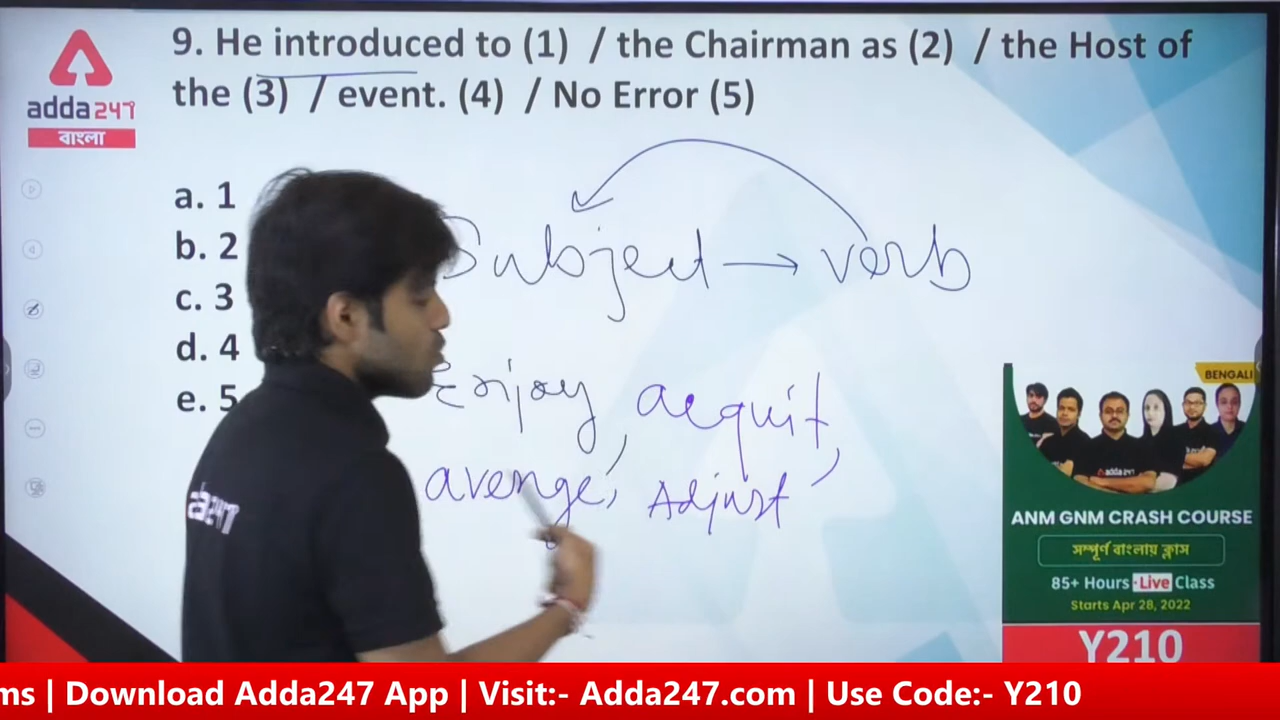 9. He introduced to (1) / the Chairman as (2) / the Host of
the (3) / event. (4) / No Error (5)
adda247
বাংলা
a. 1
b. 2
c. 3
d. 4
e. 5
Subject → verb
Enjoy, acquit,
avenge, Adjust
adda247
BENGALI
ANM GNM CRASH COURSE
সম্পূর্ণ বাংলায় ক্লাস
85+ Hours Live Class
Starts Apr 28, 2022
Y210
ms | Download Adda247 App | Visit:- Adda247.com | Use Code:- Y210